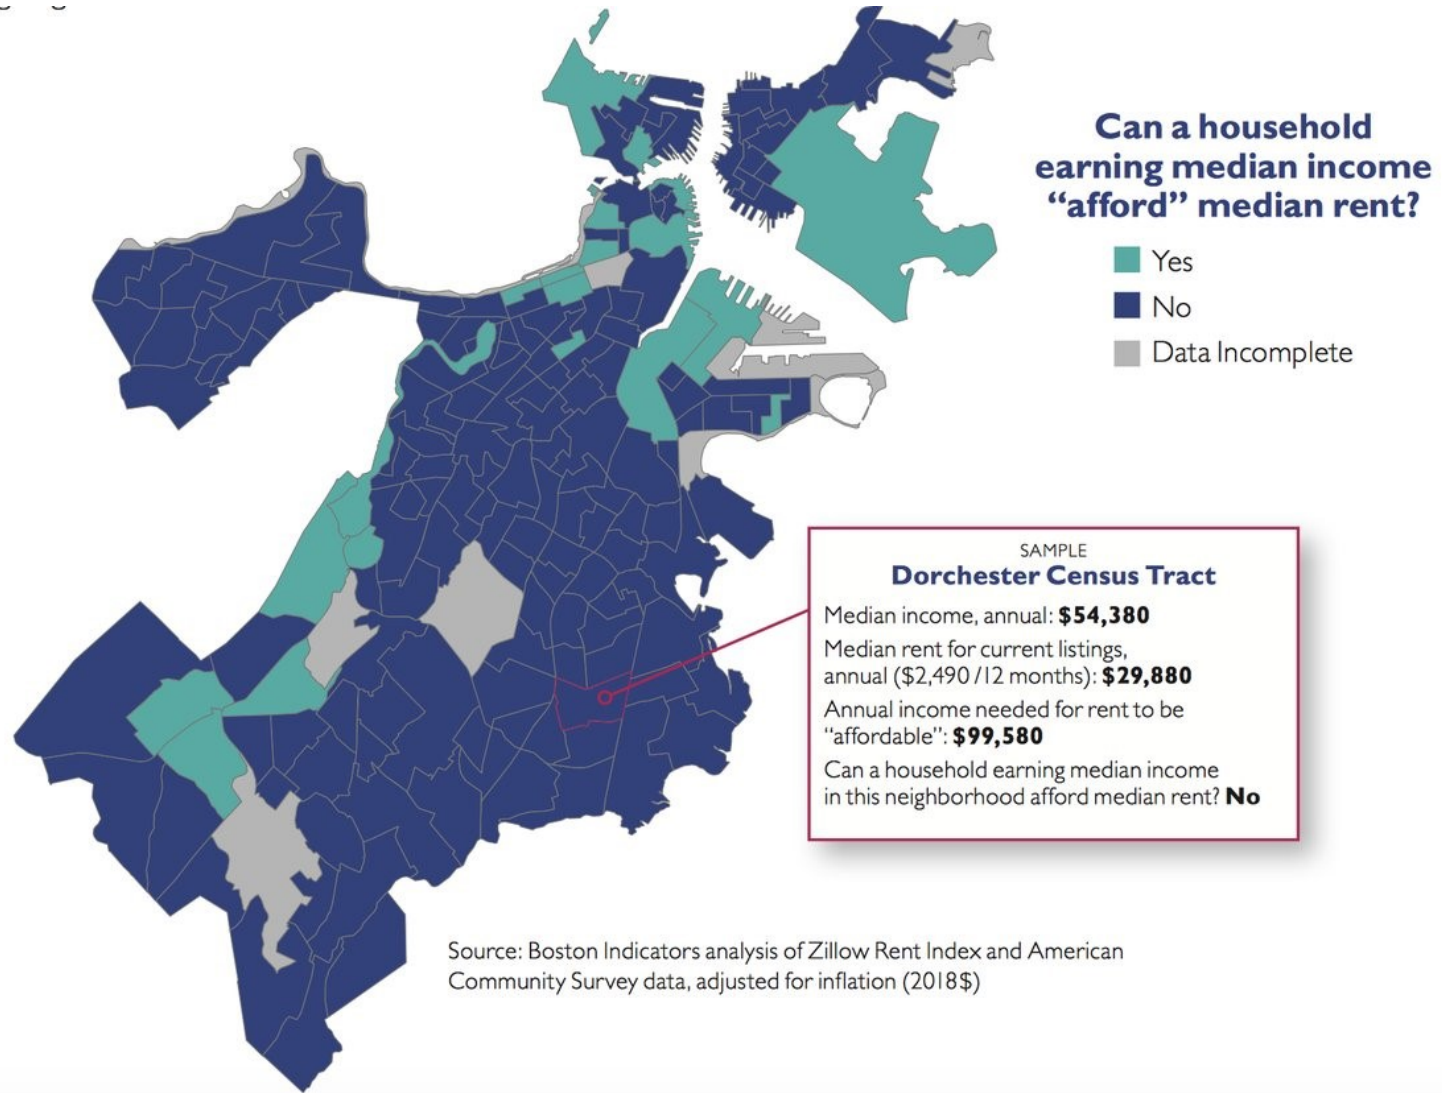 Can a household
earning median income
“afford” median rent?
Yes
No
Data Incomplete
SAMPLE
Dorchester Census Tract
Median income, annual: $54,380
Median rent for current listings,
annual ($2,490/12 months): $29,880
Annual income needed for rent to be
“affordable”: $99,580
Can a household earning median income
in this neighborhood afford median rent? No
Source: Boston Indicators analysis of Zillow Rent Index and American
Community Survey data, adjusted for inflation (2018$)